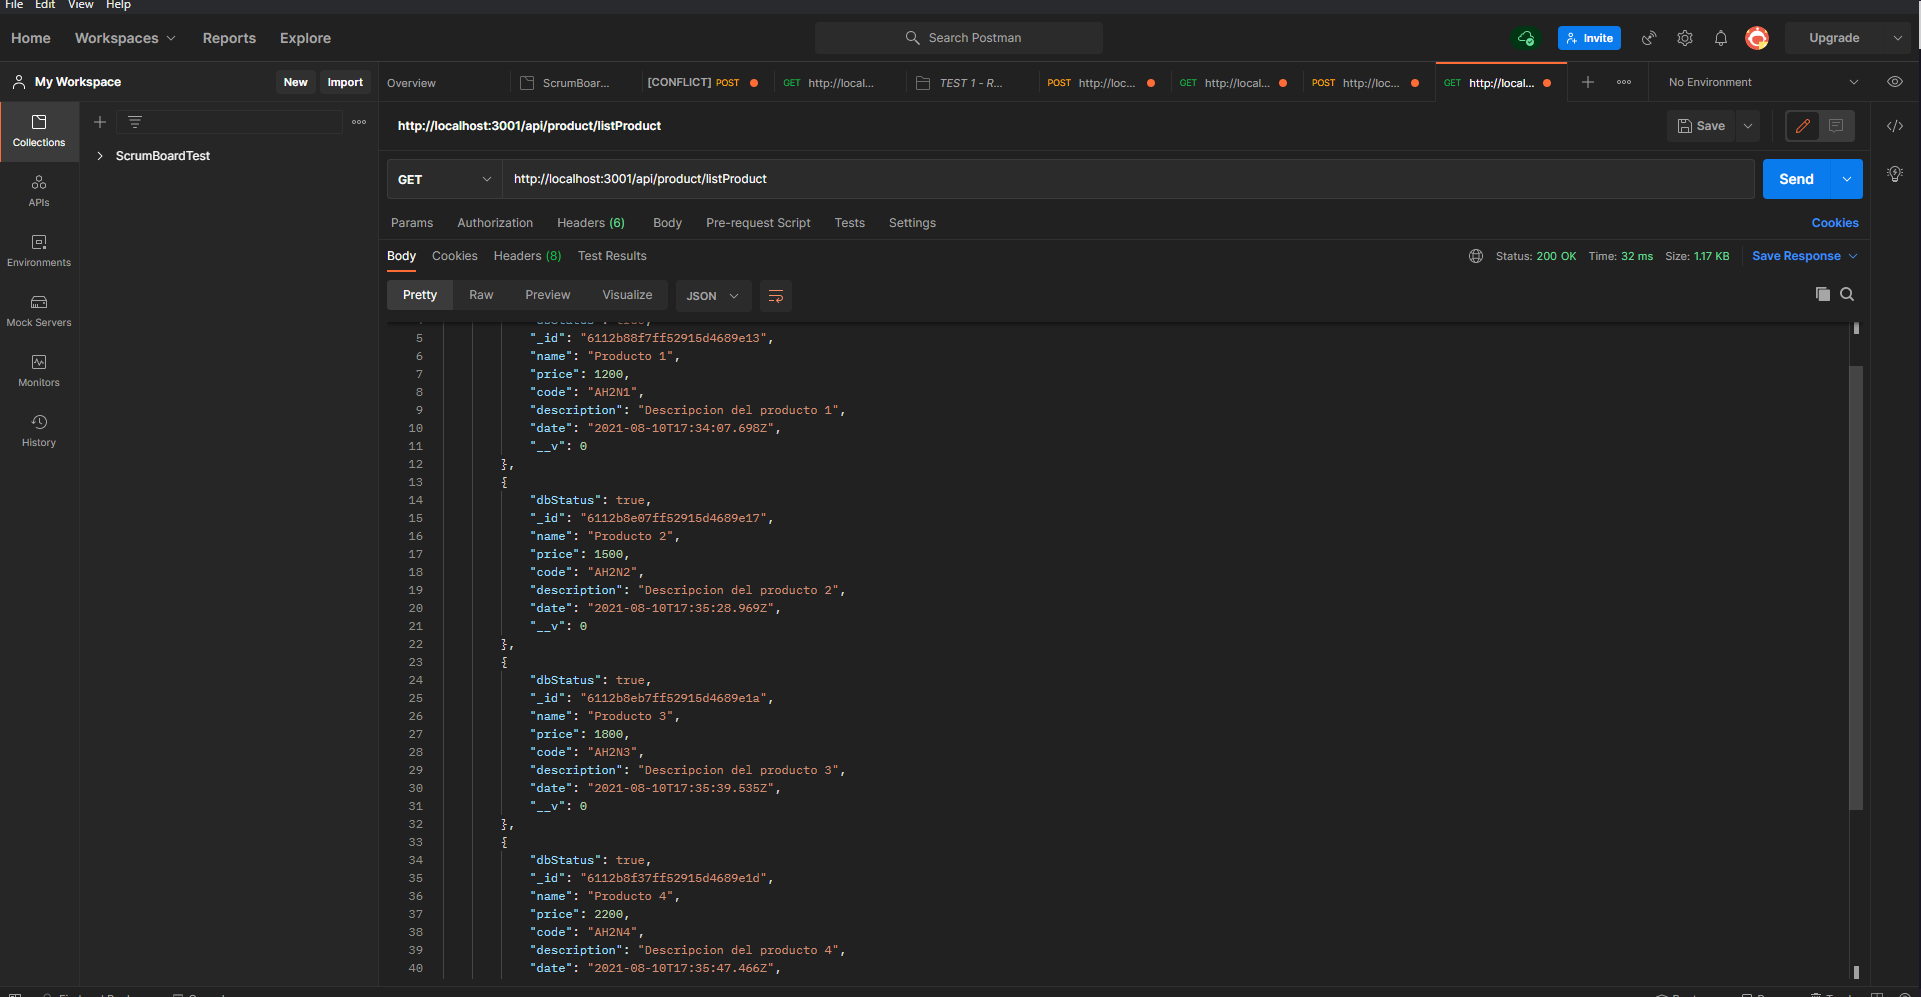 File Edit View Help
Home Workspaces Reports Explore Search Postman Invite Upgrade
My Workspace New Import Overview ScrumBoar... [CONFLICT] POST GET http://local... TEST 1 - R... POST http://loc... GET http://local... POST http://loc... GET http://local... No Environment
Collections
APIs
Environments
Mock Servers
Monitors
History
ScrumBoardTest
http://localhost:3001/api/product/listProduct Save
GET http://localhost:3001/api/product/listProduct Send
Params Authorization Headers (6) Body Pre-request Script Tests Settings Cookies
Body Cookies Headers (8) Test Results Status: 200 OK Time: 32 ms Size: 1.17 KB Save Response
Pretty Raw Preview Visualize JSON
5 "_id": "6112b88f7ff52915d4689e13",
6 "name": "Producto 1",
7 "price": 1200,
8 "code": "AH2N1",
9 "description": "Descripcion del producto 1",
10 "date": "2021-08-10T17:34:07.698Z",
11 "__v": 0
12 },
13 {
14 "dbStatus": true,
15 "_id": "6112b8e07ff52915d4689e17",
16 "name": "Producto 2",
17 "price": 1500,
18 "code": "AH2N2",
19 "description": "Descripcion del producto 2",
20 "date": "2021-08-10T17:35:28.969Z",
21 "__v": 0
22 },
23 {
24 "dbStatus": true,
25 "_id": "6112b8eb7ff52915d4689e1a",
26 "name": "Producto 3",
27 "price": 1800,
28 "code": "AH2N3",
29 "description": "Descripcion del producto 3",
30 "date": "2021-08-10T17:35:39.535Z",
31 "__v": 0
32 },
33 {
34 "dbStatus": true,
35 "_id": "6112b8f37ff52915d4689e1d",
36 "name": "Producto 4",
37 "price": 2200,
38 "code": "AH2N4",
39 "description": "Descripcion del producto 4",
40 "date": "2021-08-10T17:35:47.466Z",